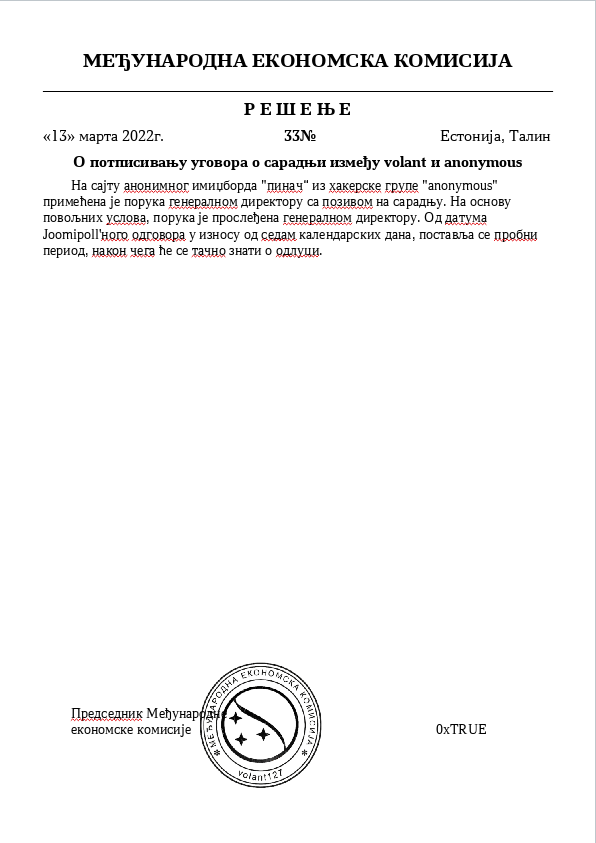 МЕЂУНАРОДНА ЕКОНОМСКА КОМИСИЈА
Р Е Ш Е Њ Е
«13» марта 2022г. 33№ Естонија, Талин
О потписивању уговора о сарадњи између volant и anonymous
На сајту анонимног имиџборда "пинач“ из хакерске групе "anonymous"
примећена је порука генералном директору са позивом на сарадњу. На основу
повољних услова, порука је прослеђена генералном директору. Од датума
Joomipoll'ног одговора у износу од седам календарских дана, поставља се пробни
период, након чега ће се тачно знати о одлуци.
Председник Међународне
економске комисије 0xTRUE
МЕЂУНАРОДНА ЕКОНОМСКА КОМИСИЈА
volant127